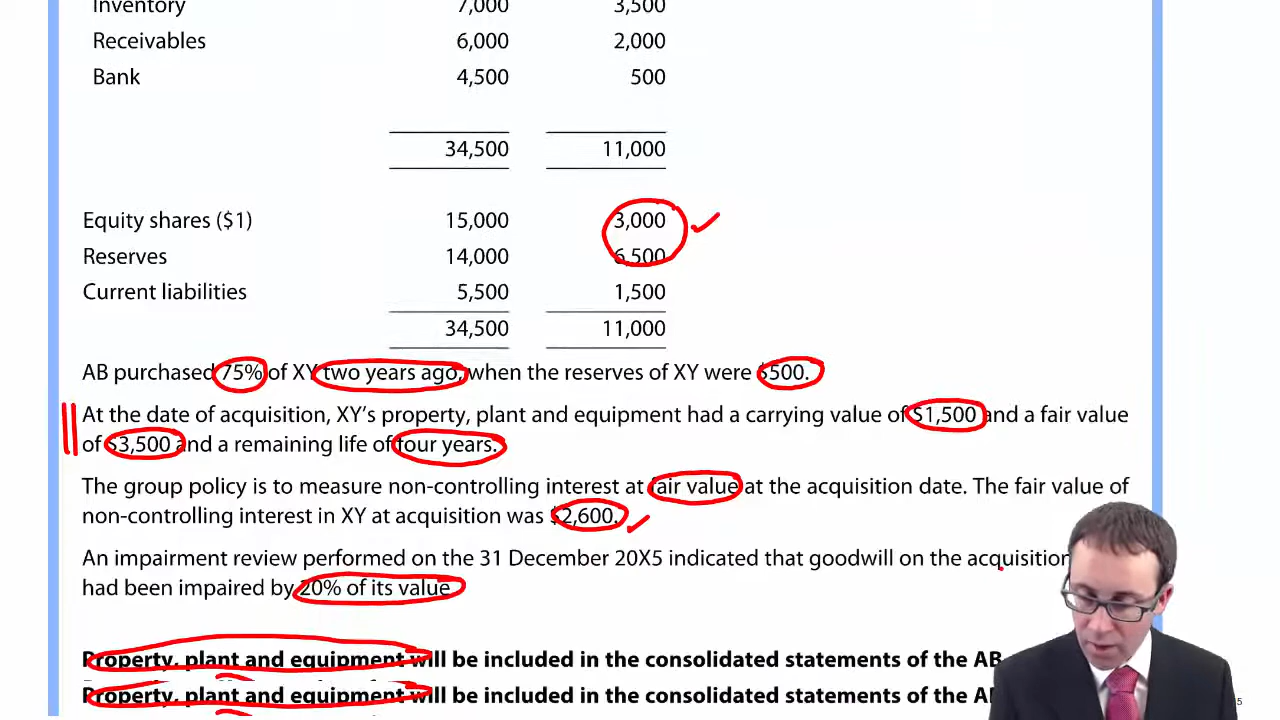 Inventory 7,000 3,500
Receivables 6,000 2,000
Bank 4,500 500
34,500 11,000
Equity shares ($1) 15,000 3,000
Reserves 14,000 6,500
Current liabilities 5,500 1,500
34,500 11,000
AB purchased 75% of XY two years ago, when the reserves of XY were $500.
At the date of acquisition, XY's property, plant and equipment had a carrying value of $1,500 and a fair value
of $3,500 and a remaining life of four years.
The group policy is to measure non-controlling interest at fair value at the acquisition date. The fair value of
non-controlling interest in XY at acquisition was $2,600.
An impairment review performed on the 31 December 20X5 indicated that goodwill on the acquisition
had been impaired by 20% of its value
Property, plant and equipment will be included in the consolidated statements of the AB
Property, plant and equipment will be included in the consolidated statements of the